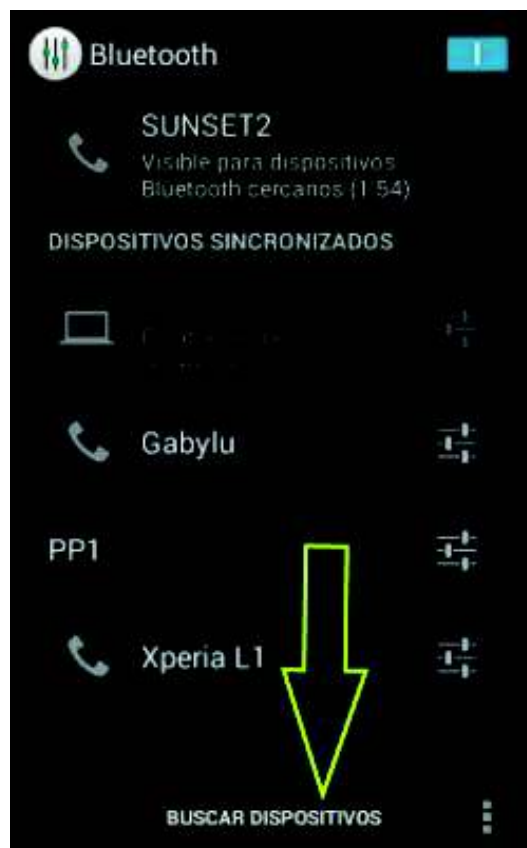 Bluetooth
SUNSET2
Visible para dispositivos
Bluetooth cercanos (1:54)
DISPOSITIVOS SINCRONIZADOS
Gabylu
PP1
Xperia L1
BUSCAR DISPOSITIVOS